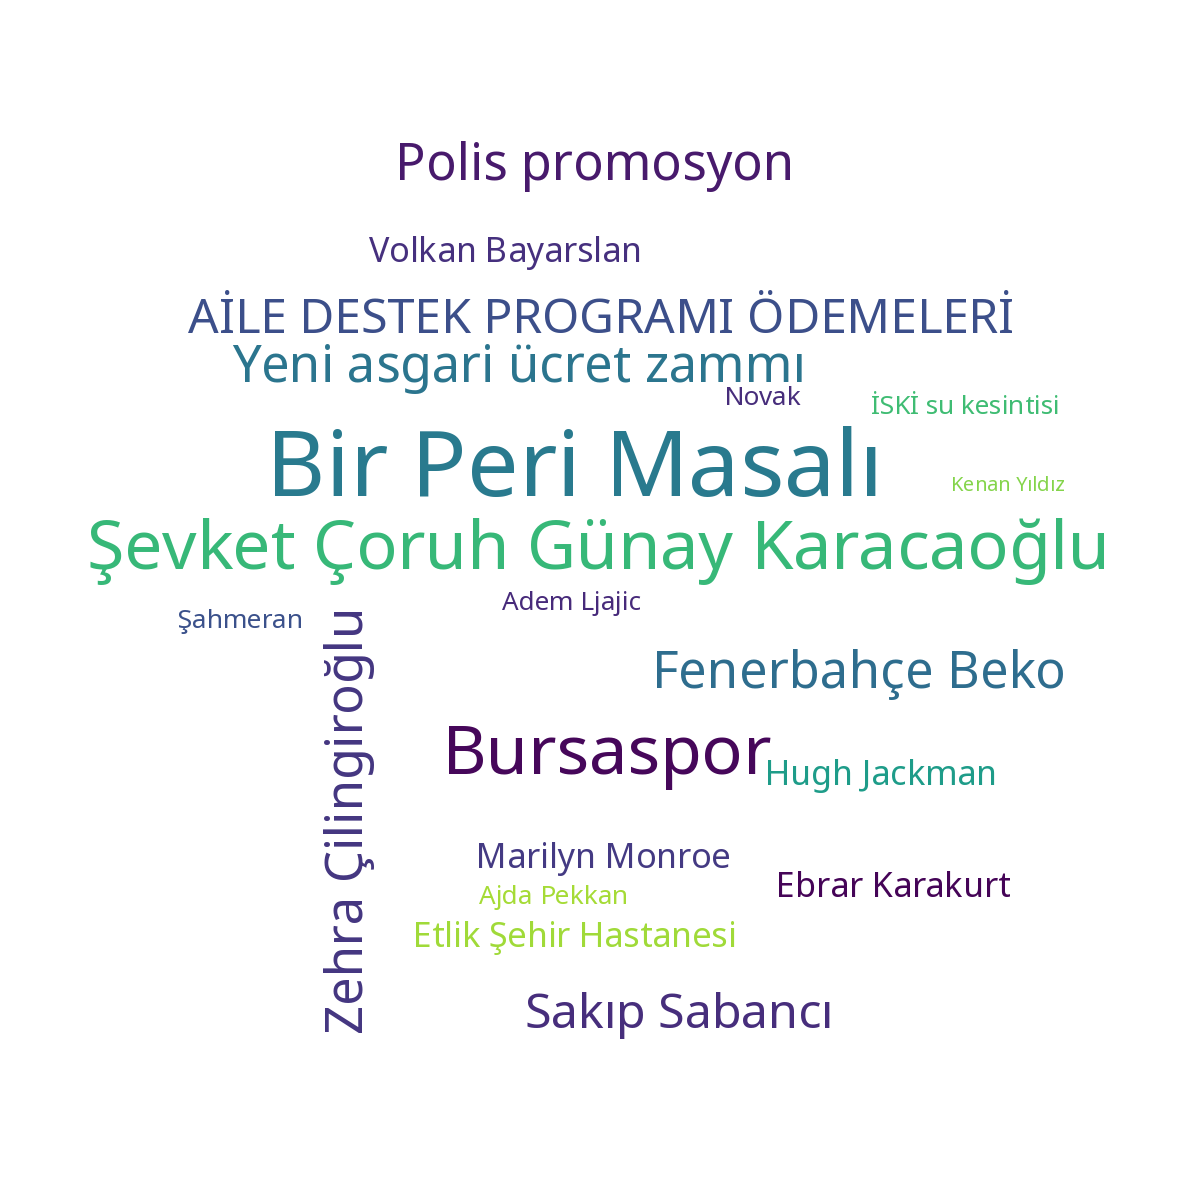 Polis promosyon
Volkan Bayarslan
AİLE DESTEK PROGRAMI ÖDEMELERİ
Yeni asgari ücret zammı
Novak
İSKİ su kesintisi
Bir Peri Masalı
Kenan Yıldız
Şevket Çoruh Günay Karacaoğlu
Adem Ljajic
Şahmeran
Zehra Çilingiroğlu
Fenerbahçe Beko
Bursaspor
Hugh Jackman
Marilyn Monroe
Ebrar Karakurt
Ajda Pekkan
Etlik Şehir Hastanesi
Sakıp Sabancı